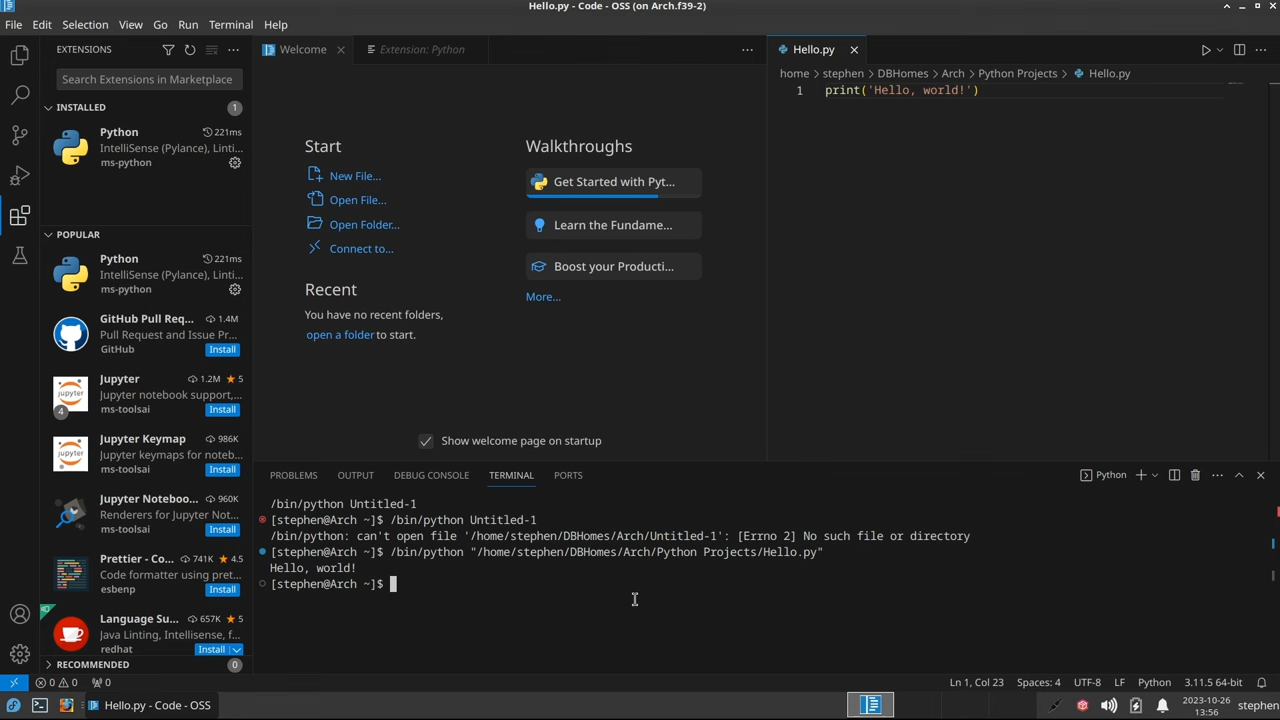 Hello.py - Code - OSS (on Arch.f39-2)
File Edit Selection View Go Run Terminal Help
EXTENSIONS
Search Extensions in Marketplace
INSTALLED 1
Python 221ms
IntelliSense (Pylance), Linti...
ms-python
POPULAR
Python 221ms
IntelliSense (Pylance), Linti...
ms-python
GitHub Pull Req... 1.4M
Pull Request and Issue Pr...
GitHub Install
Jupyter 1.2M ★ 5
Jupyter notebook support,...
ms-toolsai Install
4
Jupyter Keymap 986K
Jupyter keymaps for noteb...
ms-toolsai Install
Jupyter Noteboo... 960K
Renderers for Jupyter Not...
ms-toolsai Install
Prettier - Co... 741K ★ 4.5
Code formatter using pret...
esbenp Install
Language Su... 657K ★ 5
Java Linting, Intellisense, f...
redhat Install
RECOMMENDED 0
Welcome
Extension: Python
Start
New File...
Open File...
Open Folder...
Connect to...
Recent
You have no recent folders,
open a folder to start.
Walkthroughs
Get Started with Pyt...
Learn the Fundame...
Boost your Producti...
More...
Show welcome page on startup
Hello.py
home > stephen > DBHomes > Arch > Python Projects > Hello.py
1 print('Hello, world!')
PROBLEMS OUTPUT DEBUG CONSOLE TERMINAL PORTS
Python
/bin/python Untitled-1
[stephen@Arch ~]$ /bin/python Untitled-1
/bin/python: can't open file '/home/stephen/DBHomes/Arch/Untitled-1': [Errno 2] No such file or directory
[stephen@Arch ~]$ /bin/python "/home/stephen/DBHomes/Arch/Python Projects/Hello.py"
Hello, world!
[stephen@Arch ~]$
0 0 0
Ln 1, Col 23 Spaces: 4 UTF-8 LF Python 3.11.5 64-bit
Hello.py - Code - OSS
2023-10-26
13:56
stephen